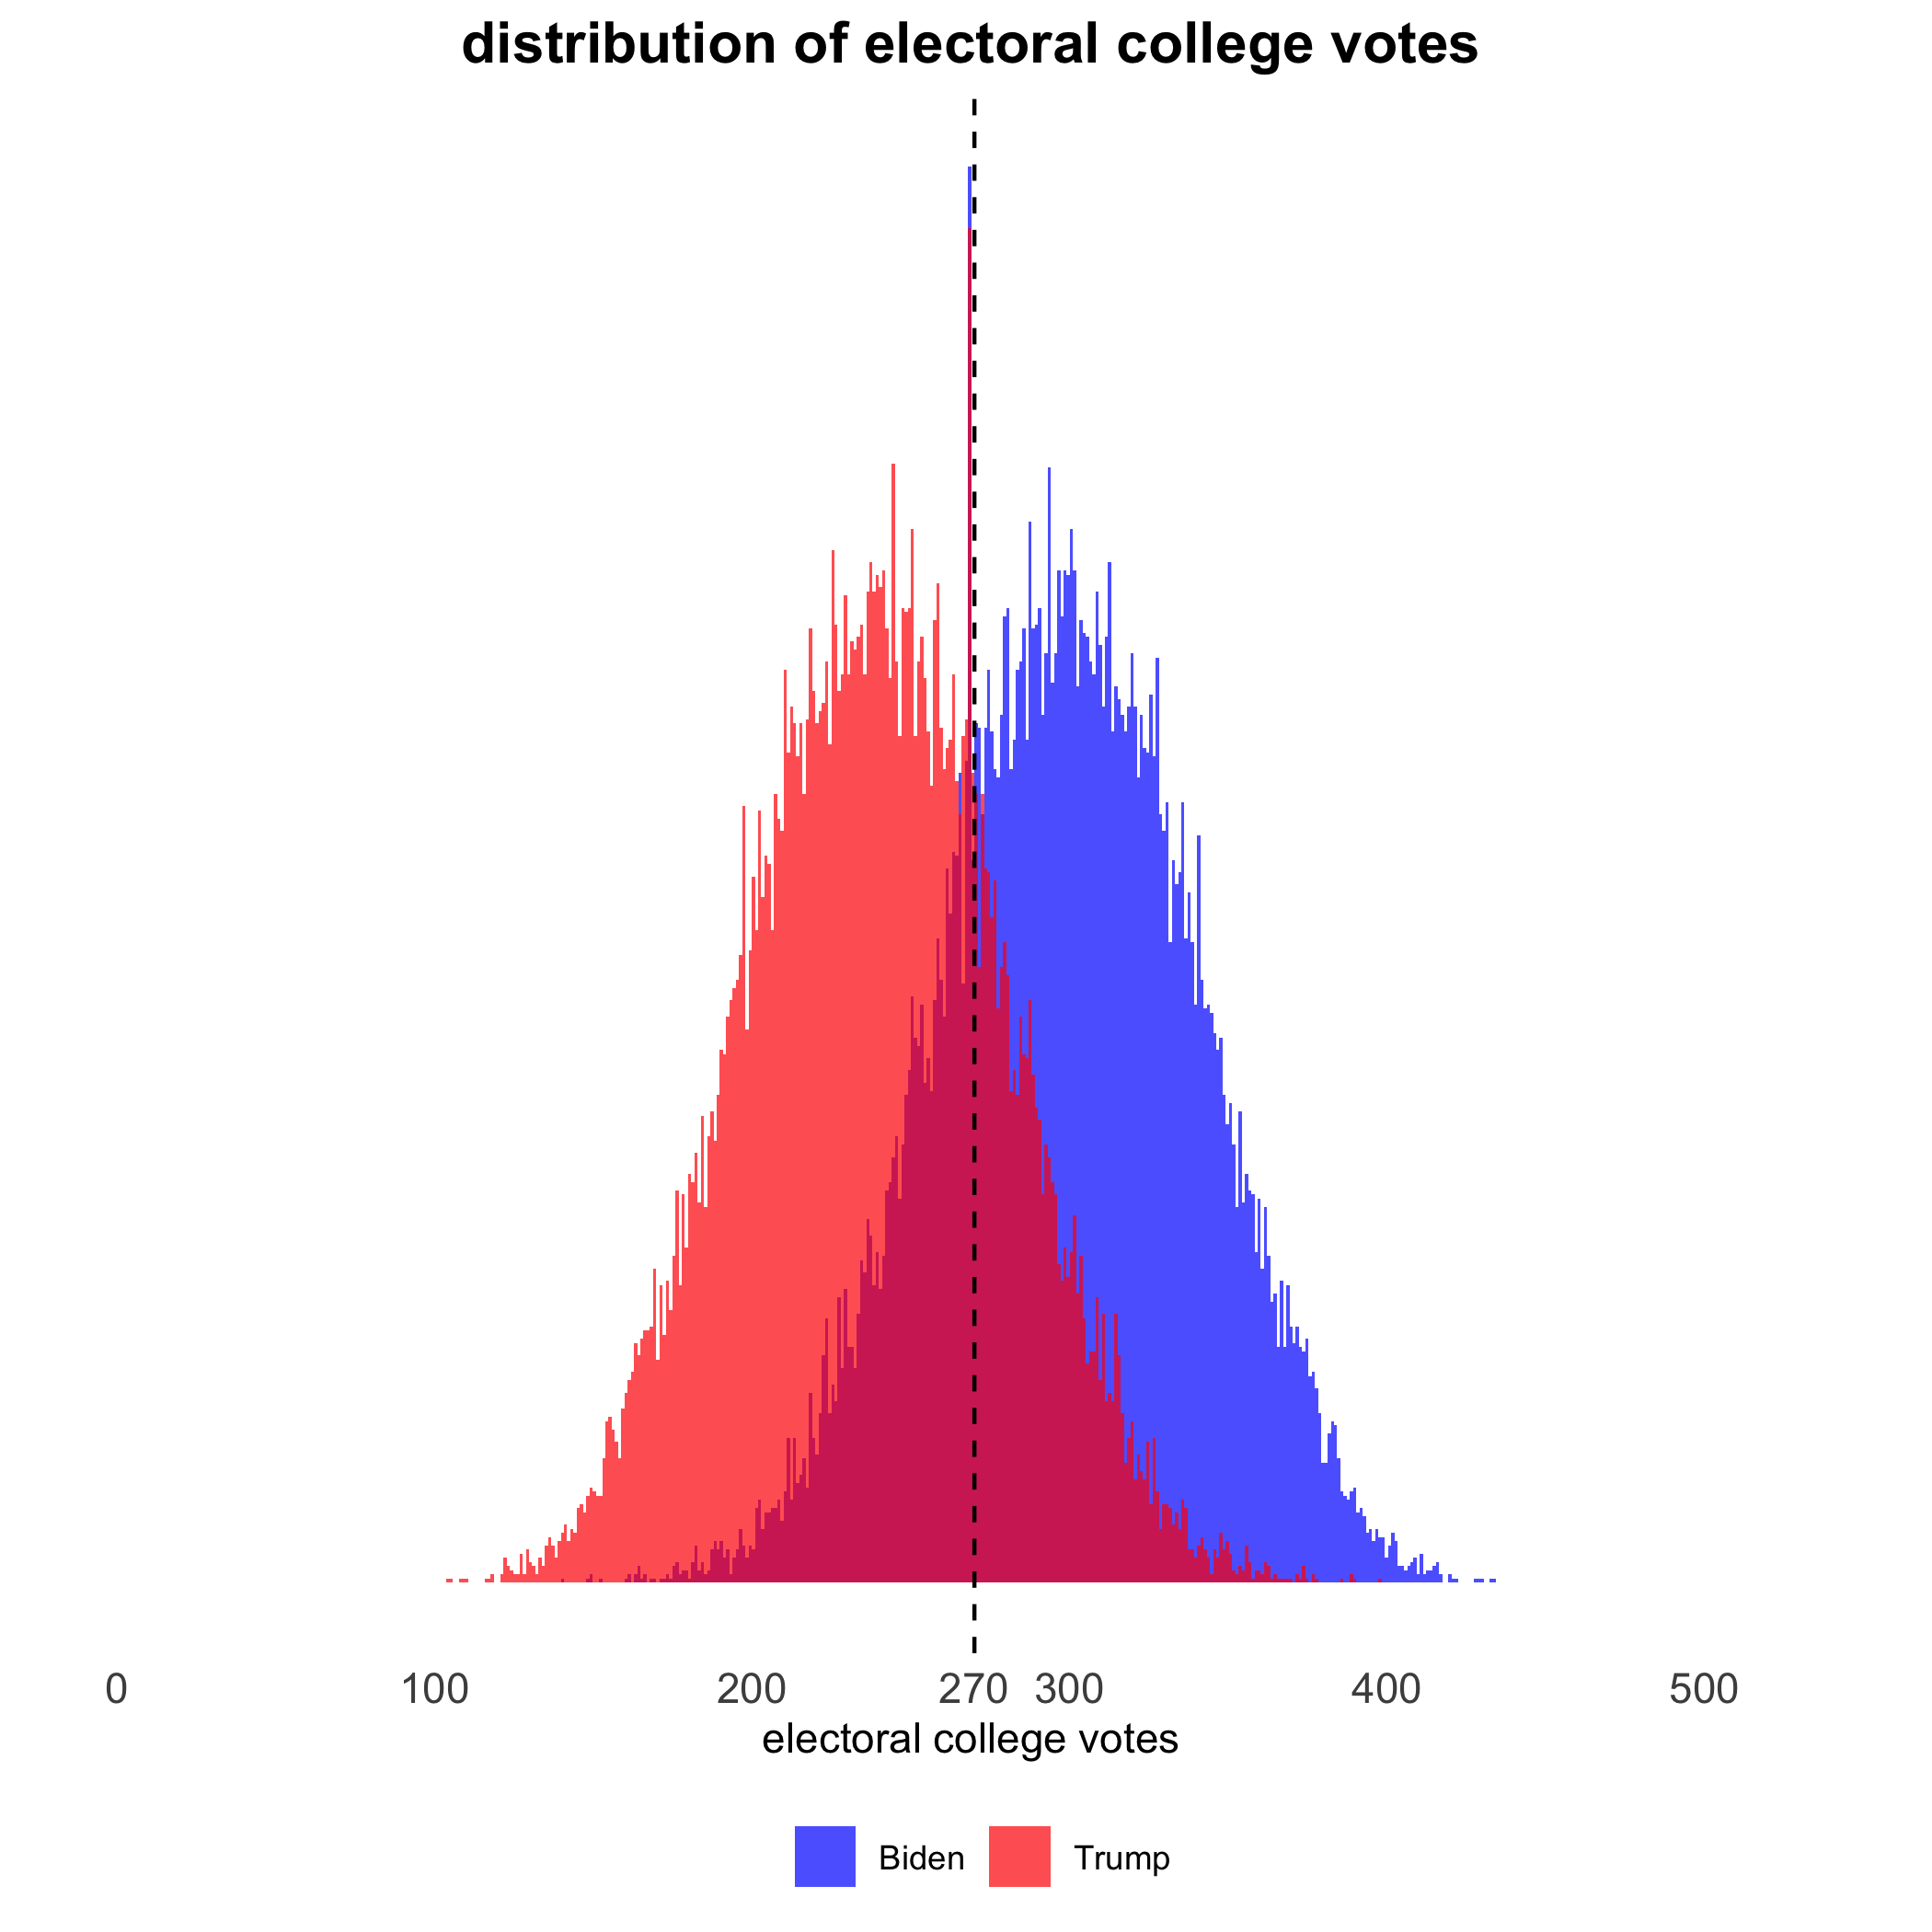 distribution of electoral college votes
0 100 200 270 300 400 500
electoral college votes
Biden Trump